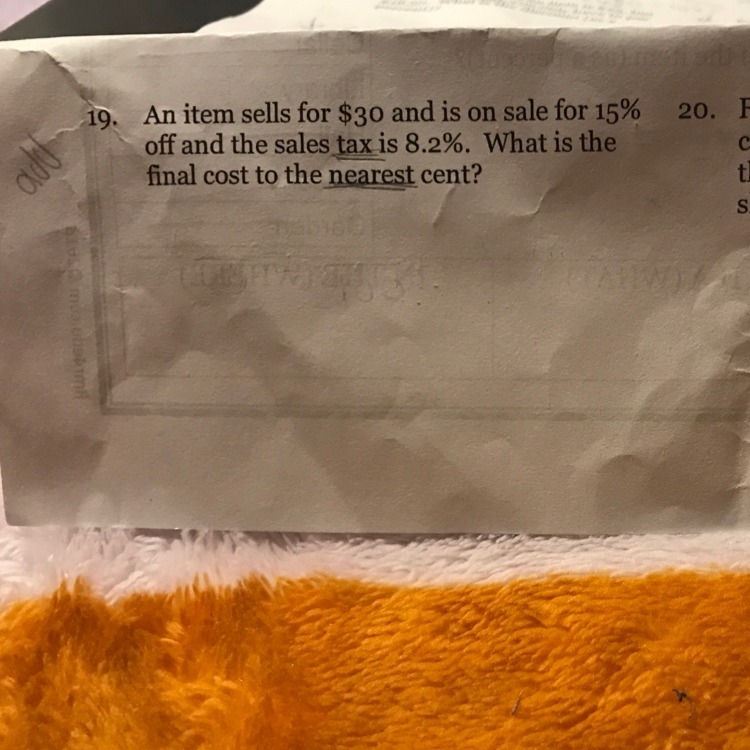 19. An item sells for $30 and is on sale for 15%
off and the sales tax is 8.2%. What is the
final cost to the nearest cent?
add
20.